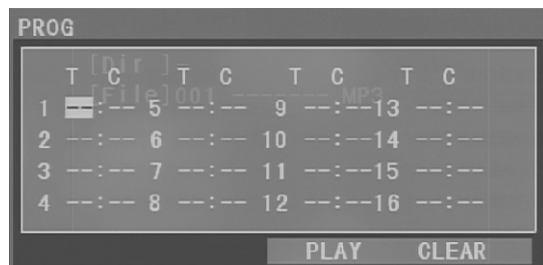 PROG
[Dir ]-
T C T C T C T C
[File]001 ------- MP3
1 --:-- 5 --:-- 9 --:--13 --:--
2 --:-- 6 --:-- 10 --:--14 --:--
3 --:-- 7 --:-- 11 --:--15 --:--
4 --:-- 8 --:-- 12 --:--16 --:--
PLAY CLEAR